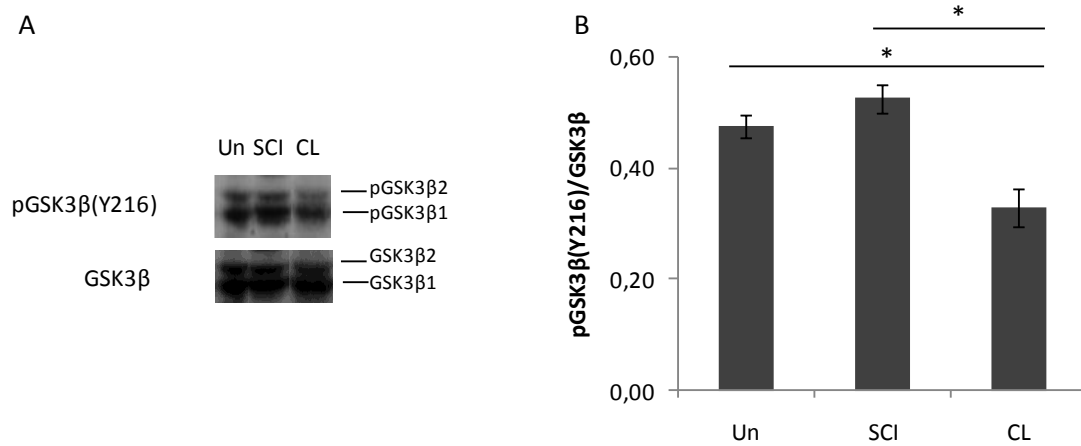 A
Un SCI CL
pGSK3β(Y216)
pGSK3β2
pGSK3β1
GSK3β
GSK3β2
GSK3β1
B
*
*
pGSK3β(Y216)/GSK3β
0,60
0,40
0,20
0,00
Un SCI CL